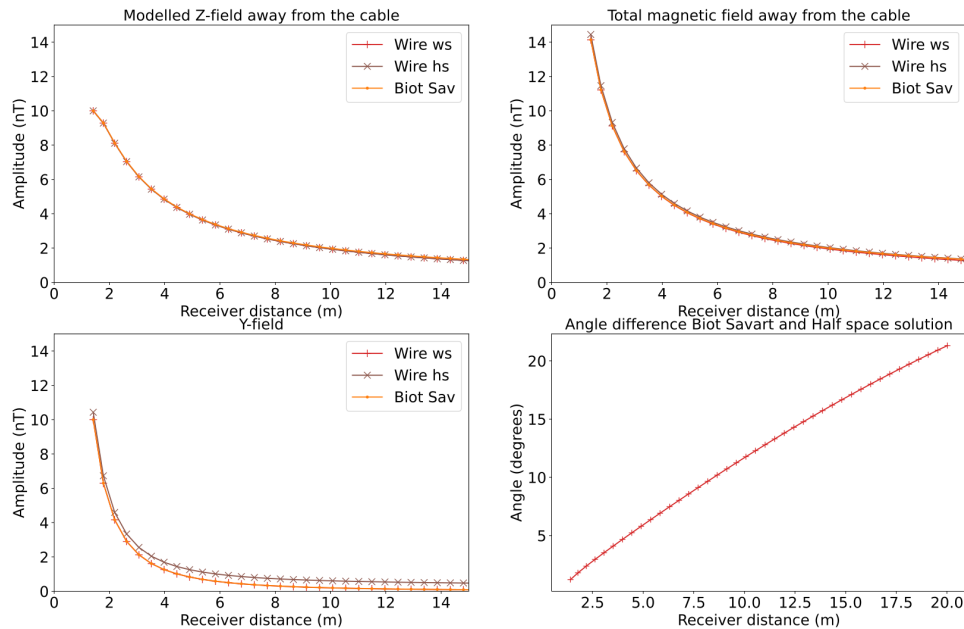 Modelled Z-field away from the cable
14
12
10
8
6
4
2
0
Amplitude (nT)
Wire ws
Wire hs
Biot Sav
0 2 4 6 8 10 12 14
Receiver distance (m)
Total magnetic field away from the cable
14
12
10
8
6
4
2
0
Amplitude (nT)
Wire ws
Wire hs
Biot Sav
0 2 4 6 8 10 12 14
Receiver distance (m)
Y-field
14
12
10
8
6
4
2
0
Amplitude (nT)
Wire ws
Wire hs
Biot Sav
0 2 4 6 8 10 12 14
Receiver distance (m)
Angle difference Biot Savart and Half space solution
20
15
10
5
Angle (degrees)
2.5 5.0 7.5 10.0 12.5 15.0 17.5 20.0
Receiver distance (m)